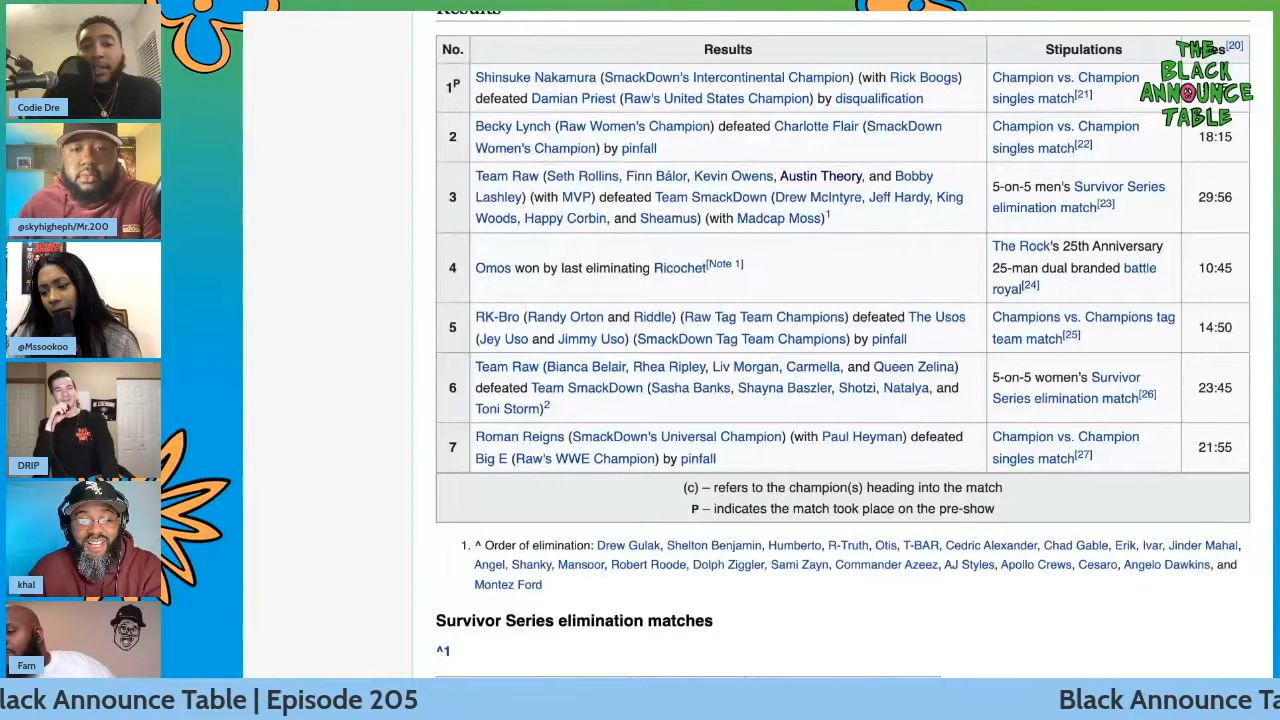 Results
No. Results Stipulations es[20]
1P Shinsuke Nakamura (SmackDown's Intercontinental Champion) (with Rick Boogs)
defeated Damian Priest (Raw's United States Champion) by disqualification
Champion vs. Champion
singles match[21]
2 Becky Lynch (Raw Women's Champion) defeated Charlotte Flair (SmackDown
Women's Champion) by pinfall
Champion vs. Champion
singles match[22]
18:15
3 Team Raw (Seth Rollins, Finn Bálor, Kevin Owens, Austin Theory, and Bobby
Lashley) (with MVP) defeated Team SmackDown (Drew McIntyre, Jeff Hardy, King
Woods, Happy Corbin, and Sheamus) (with Madcap Moss)1
5-on-5 men's Survivor Series
elimination match[23]
29:56
4 Omos won by last eliminating Ricochet[Note 1]
The Rock's 25th Anniversary
25-man dual branded battle
royal[24]
10:45
5 RK-Bro (Randy Orton and Riddle) (Raw Tag Team Champions) defeated The Usos
(Jey Uso and Jimmy Uso) (SmackDown Tag Team Champions) by pinfall
Champions vs. Champions tag
team match[25]
14:50
6 Team Raw (Bianca Belair, Rhea Ripley, Liv Morgan, Carmella, and Queen Zelina)
defeated Team SmackDown (Sasha Banks, Shayna Baszler, Shotzi, Natalya, and
Toni Storm)2
5-on-5 women's Survivor
Series elimination match[26]
23:45
7 Roman Reigns (SmackDown's Universal Champion) (with Paul Heyman) defeated
Big E (Raw's WWE Champion) by pinfall
Champion vs. Champion
singles match[27]
21:55
(c) – refers to the champion(s) heading into the match
P – indicates the match took place on the pre-show
1. ^ Order of elimination: Drew Gulak, Shelton Benjamin, Humberto, R-Truth, Otis, T-BAR, Cedric Alexander, Chad Gable, Erik, Ivar, Jinder Mahal,
Angel, Shanky, Mansoor, Robert Roode, Dolph Ziggler, Sami Zayn, Commander Azeez, AJ Styles, Apollo Crews, Cesaro, Angelo Dawkins, and
Montez Ford
Survivor Series elimination matches
^1
THE
BLACK
ANNOUNCE
TABLE
Codie Dre
@skyhigheph/Mr.200
@Mssookoo
DRIP
khal
Fam
lack Announce Table | Episode 205
Black Announce Ta